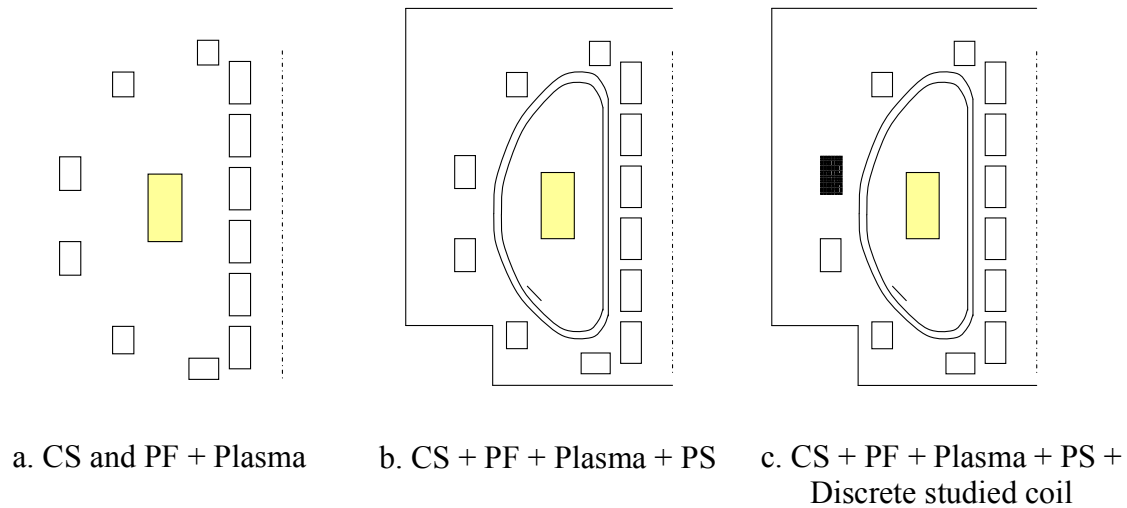 a. CS and PF + Plasma
b. CS + PF + Plasma + PS
c. CS + PF + Plasma + PS +
Discrete studied coil